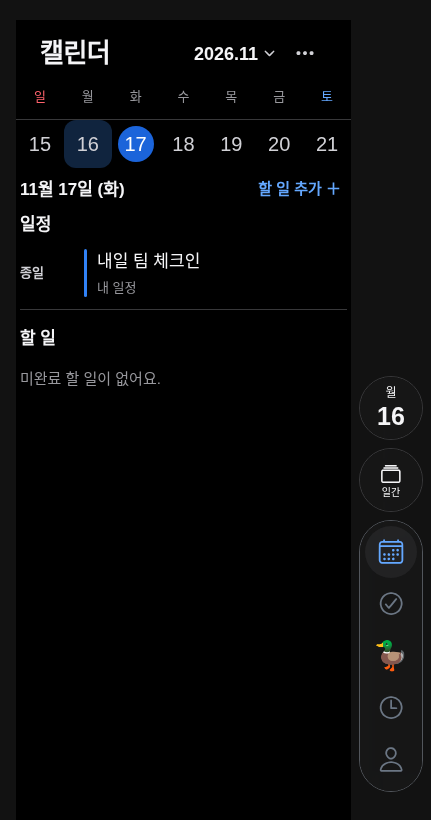 캘린더
2026.11
일 월 화 수 목 금 토
15 16 17 18 19 20 21
11월 17일 (화)
할 일 추가
일정
종일
내일 팀 체크인
내 일정
할 일
미완료 할 일이 없어요.
월
16
일간